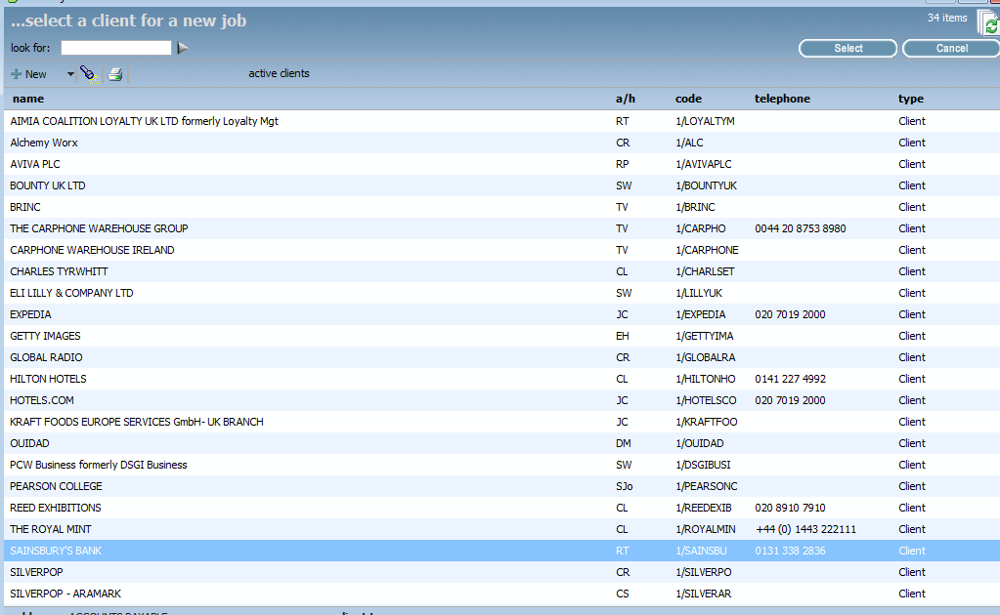 ...select a client for a new job
34 items
look for:
Select Cancel
New
active clients
name a/h code telephone type
AIMIA COALITION LOYALTY UK LTD formerly Loyalty Mgt RT 1/LOYALTYM Client
Alchemy Worx CR 1/ALC Client
AVIVA PLC RP 1/AVIVAPLC Client
BOUNTY UK LTD SW 1/BOUNTYUK Client
BRINC TV 1/BRINC Client
THE CARPHONE WAREHOUSE GROUP TV 1/CARPHO 0044 20 8753 8980 Client
CARPHONE WAREHOUSE IRELAND TV 1/CARPHONE Client
CHARLES TYRWHITT CL 1/CHARLSET Client
ELI LILLY & COMPANY LTD SW 1/LILLYUK Client
EXPEDIA JC 1/EXPEDIA 020 7019 2000 Client
GETTY IMAGES EH 1/GETTYIMA Client
GLOBAL RADIO CR 1/GLOBALRA Client
HILTON HOTELS CL 1/HILTONHO 0141 227 4992 Client
HOTELS.COM JC 1/HOTELSCO 020 7019 2000 Client
KRAFT FOODS EUROPE SERVICES GmbH- UK BRANCH JC 1/KRAFTFOO Client
OUIDAD DM 1/OUIDAD Client
PCW Business formerly DSGI Business SW 1/DSGIBUSI Client
PEARSON COLLEGE SJo 1/PEARSONC Client
REED EXHIBITIONS CL 1/REEDEXIB 020 8910 7910 Client
THE ROYAL MINT CL 1/ROYALMIN +44 (0) 1443 222111 Client
SAINSBURY'S BANK RT 1/SAINSBU 0131 338 2836 Client
SILVERPOP CR 1/SILVERPO Client
SILVERPOP - ARAMARK CS 1/SILVERAR Client
ACCOUNTS PAYABLE